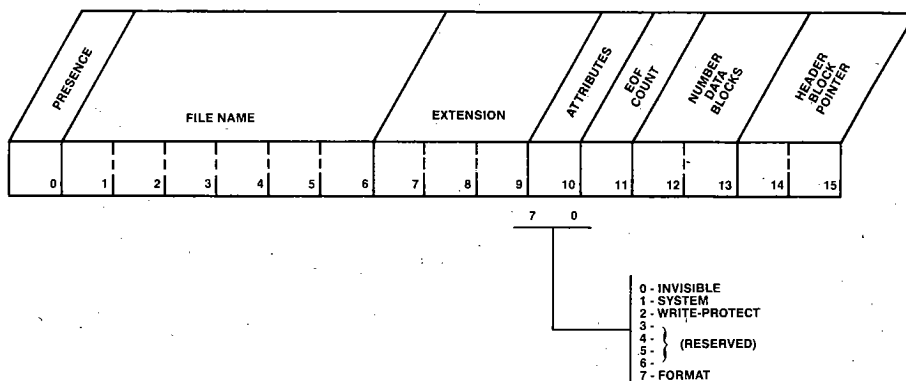 PRESENCE
FILE NAME
EXTENSION
ATTRIBUTES
EOF
COUNT
NUMBER
DATA
BLOCKS
HEADER
BLOCK
POINTER
0 1 2 3 4 5 6 7 8 9 10 11 12 13 14 15
7 0
0 - INVISIBLE
1 - SYSTEM
2 - WRITE-PROTECT
3 -
4 -
5 -
6 -
(RESERVED)
7 - FORMAT